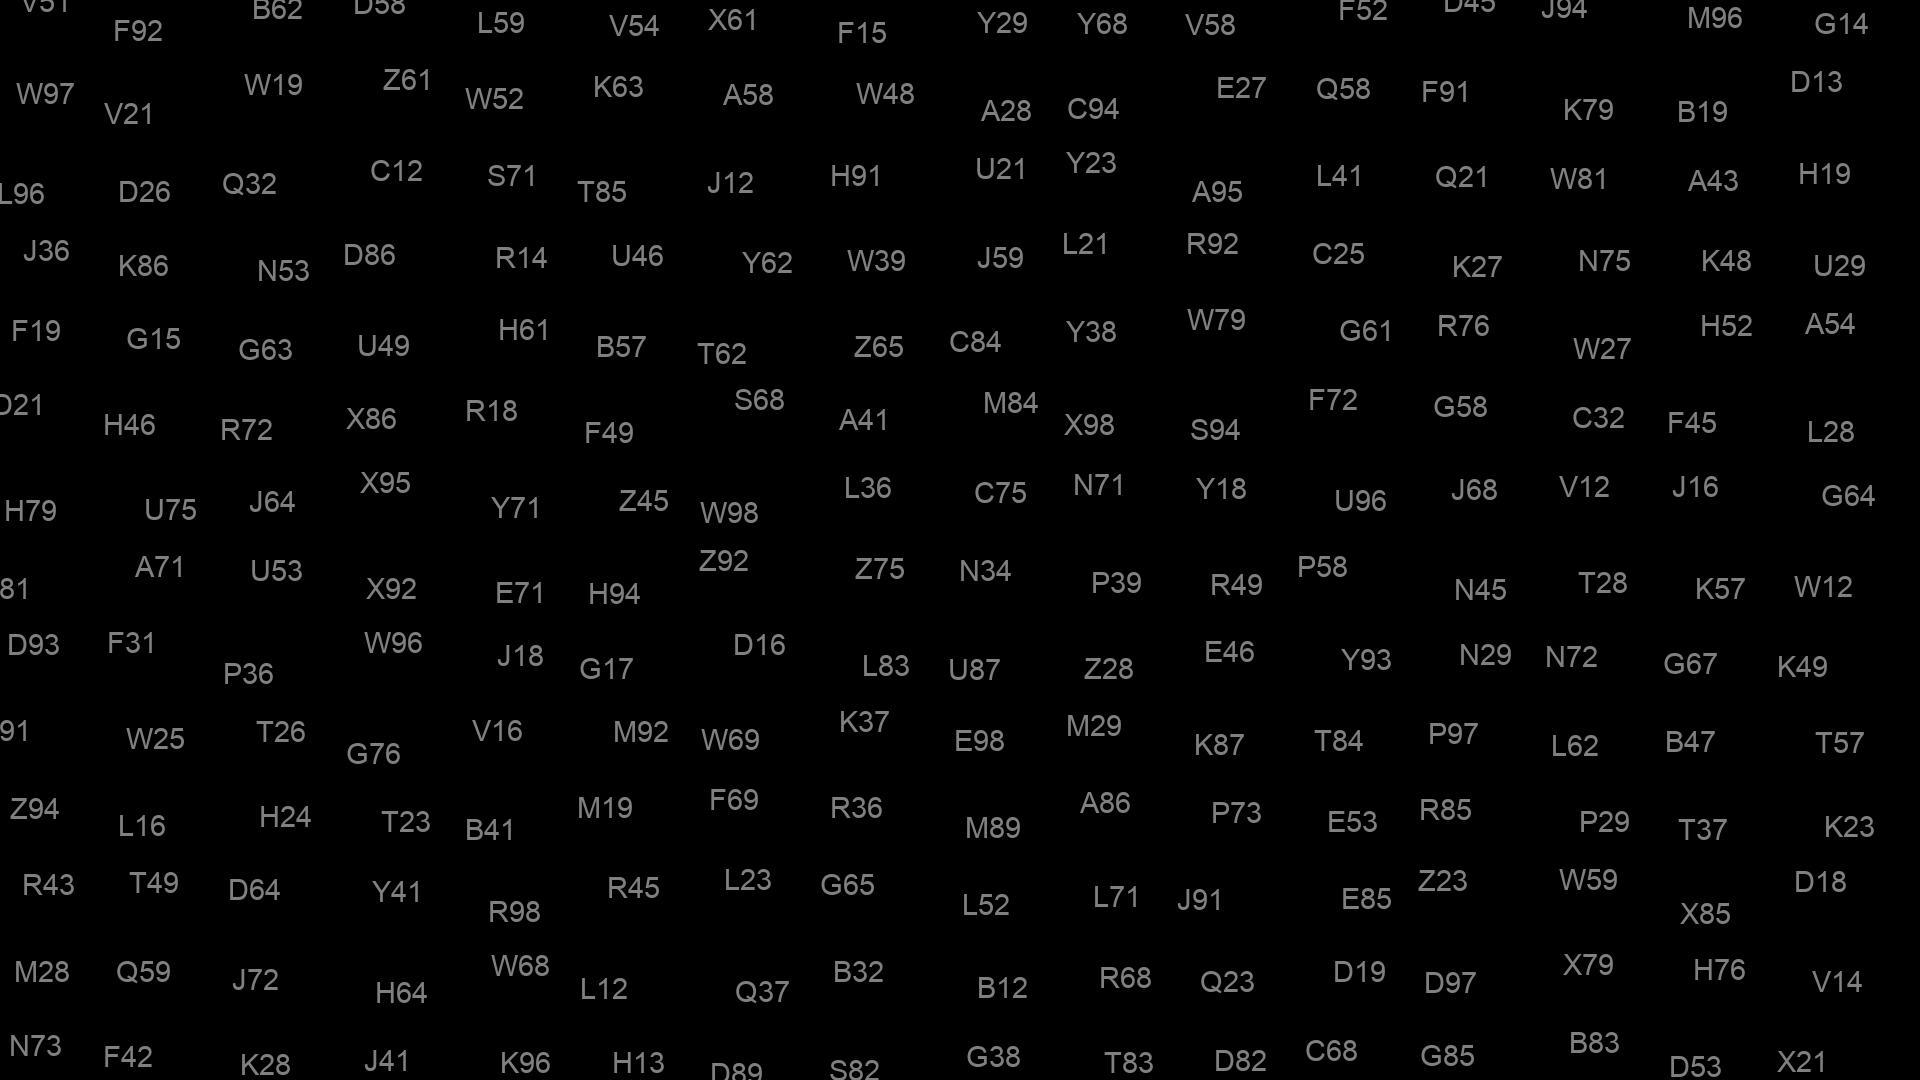 V51 F92 B62 D58 L59 V54 X61 F15 Y29 Y68 V58 F52 D45 J94 M96 G14
W97 V21 W19 Z61 W52 K63 A58 W48 A28 C94 E27 Q58 F91 K79 B19 D13
L96 D26 Q32 C12 S71 T85 J12 H91 U21 Y23 A95 L41 Q21 W81 A43 H19
J36 K86 N53 D86 R14 U46 Y62 W39 J59 L21 R92 C25 K27 N75 K48 U29
F19 G15 G63 U49 H61 B57 T62 Z65 C84 Y38 W79 G61 R76 W27 H52 A54
D21 H46 R72 X86 R18 F49 S68 A41 M84 X98 S94 F72 G58 C32 F45 L28
H79 U75 J64 X95 Y71 Z45 W98 L36 C75 N71 Y18 U96 J68 V12 J16 G64
81 A71 U53 X92 E71 H94 Z92 Z75 N34 P39 R49 P58 N45 T28 K57 W12
D93 F31 P36 W96 J18 G17 D16 L83 U87 Z28 E46 Y93 N29 N72 G67 K49
91 W25 T26 G76 V16 M92 W69 K37 E98 M29 K87 T84 P97 L62 B47 T57
Z94 L16 H24 T23 B41 M19 F69 R36 M89 A86 P73 E53 R85 P29 T37 K23
R43 T49 D64 Y41 R98 R45 L23 G65 L52 L71 J91 E85 Z23 W59 X85 D18
M28 Q59 J72 H64 W68 L12 Q37 B32 B12 R68 Q23 D19 D97 X79 H76 V14
N73 F42 K28 J41 K96 H13 D89 S82 G38 T83 D82 C68 G85 B83 D53 X21